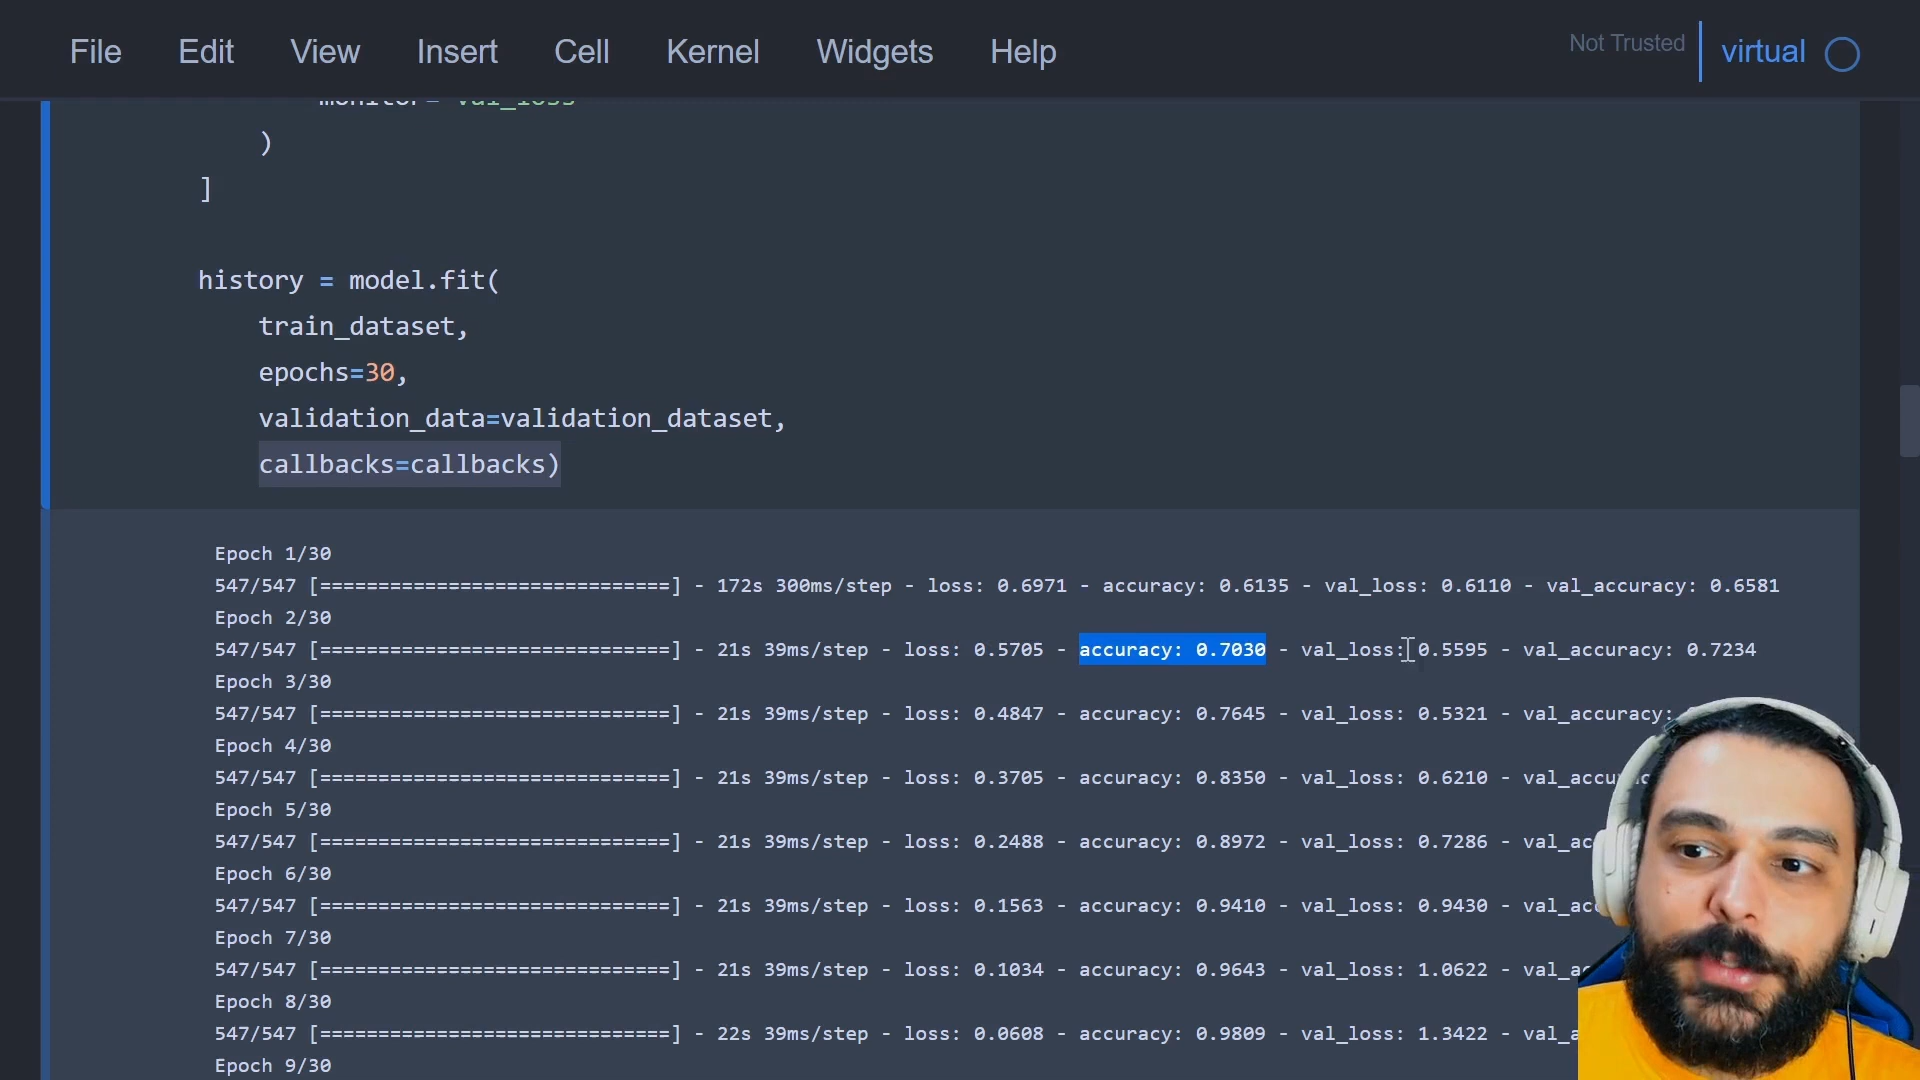 File Edit View Insert Cell Kernel Widgets Help Not Trusted virtual
monitor="val_loss"
)
]
history = model.fit(
train_dataset,
epochs=30,
validation_data=validation_dataset,
callbacks=callbacks)
Epoch 1/30
547/547 [==============================] - 172s 300ms/step - loss: 0.6971 - accuracy: 0.6135 - val_loss: 0.6110 - val_accuracy: 0.6581
Epoch 2/30
547/547 [==============================] - 21s 39ms/step - loss: 0.5705 - accuracy: 0.7030 - val_loss: 0.5595 - val_accuracy: 0.7234
Epoch 3/30
547/547 [==============================] - 21s 39ms/step - loss: 0.4847 - accuracy: 0.7645 - val_loss: 0.5321 - val_accuracy:
Epoch 4/30
547/547 [==============================] - 21s 39ms/step - loss: 0.3705 - accuracy: 0.8350 - val_loss: 0.6210 -
Epoch 5/30
547/547 [==============================] - 21s 39ms/step - loss: 0.2488 - accuracy: 0.8972 - val_loss: 0.7286 -
Epoch 6/30
547/547 [==============================] - 21s 39ms/step - loss: 0.1563 - accuracy: 0.9410 - val_loss: 0.9430 -
Epoch 7/30
547/547 [==============================] - 21s 39ms/step - loss: 0.1034 - accuracy: 0.9643 - val_loss: 1.0622 -
Epoch 8/30
547/547 [==============================] - 22s 39ms/step - loss: 0.0608 - accuracy: 0.9809 - val_loss: 1.3422 -
Epoch 9/30